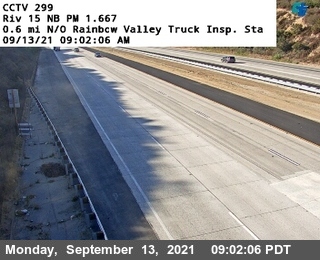 CCTV 299
Riv 15 NB PM 1.667
0.6 mi N/O Rainbow Valley Truck Insp. Sta
09/13/21 09:02:06 AM
Monday, September 13, 2021 09:02:06 PDT